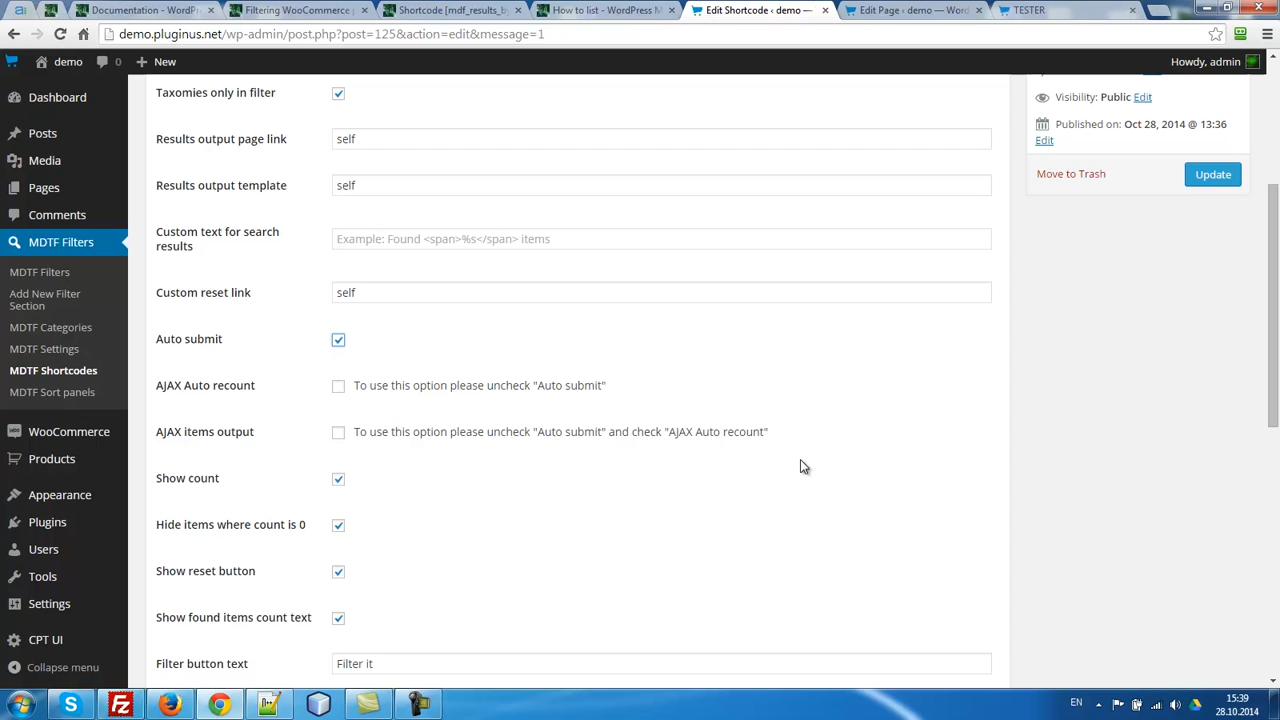 Documentation - WordPress
Filtering WooCommerce
Shortcode [mdf_results_by
How to list - WordPress M
Edit Shortcode ‹ demo —
Edit Page ‹ demo — Word
TESTER
demo.pluginus.net/wp-admin/post.php?post=125&action=edit&message=1
demo 0 New Howdy, admin
Dashboard
Posts
Media
Pages
Comments
MDTF Filters
MDTF Filters
Add New Filter
Section
MDTF Categories
MDTF Settings
MDTF Shortcodes
MDTF Sort panels
WooCommerce
Products
Appearance
Plugins
Users
Tools
Settings
CPT UI
Collapse menu
Taxomies only in filter
Results output page link self
Results output template self
Custom text for search
results
Example: Found <span>%s</span> items
Custom reset link self
Auto submit
AJAX Auto recount To use this option please uncheck "Auto submit"
AJAX items output To use this option please uncheck "Auto submit" and check "AJAX Auto recount"
Show count
Hide items where count is 0
Show reset button
Show found items count text
Filter button text Filter it
Visibility: Public Edit
Published on: Oct 28, 2014 @ 13:36
Edit
Move to Trash Update
EN
15:39
28.10.2014